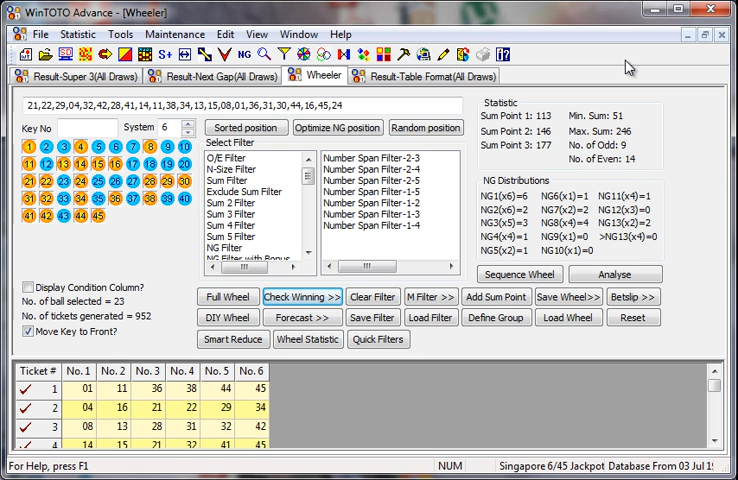 WinTOTO Advance - [Wheeler]
File Statistic Tools Maintenance Edit View Window Help
NG
Result-Super 3(All Draws) Result-Next Gap(All Draws) Wheeler Result-Table Format(All Draws)
21,22,29,04,32,42,28,41,14,11,38,34,13,15,08,01,36,31,30,44,16,45,24
Key No System 6
Sorted position Optimize NG position Random position
1 2 3 4 5 6 7 8 9 10
11 12 13 14 15 16 17 18 19 20
21 22 23 24 25 26 27 28 29 30
31 32 33 34 35 36 37 38 39 40
41 42 43 44 45
Select Filter
O/E Filter
N-Size Filter
Sum Filter
Exclude Sum Filter
Sum 2 Filter
Sum 3 Filter
Sum 4 Filter
Sum 5 Filter
NG Filter
NG Filter with Bonus
Number Span Filter-2-3
Number Span Filter-2-4
Number Span Filter-2-5
Number Span Filter-1-5
Number Span Filter-1-2
Number Span Filter-1-3
Number Span Filter-1-4
Statistic
Sum Point 1: 113 Min. Sum: 51
Sum Point 2: 146 Max. Sum: 246
Sum Point 3: 177 No. of Odd: 9
No. of Even: 14
NG Distributions
NG1(x6)=6 NG6(x1)=1 NG11(x4)=1
NG2(x6)=7 NG7(x2)=2 NG12(x3)=0
NG3(x5)=3 NG8(x4)=0 NG13(x2)=2
NG4(x4)=1 NG9(x1)=0 >NG13(x4)=0
NG5(x2)=1 NG10(x1)=0
Sequence Wheel Analyse
Display Condition Column?
No. of ball selected = 23
No. of tickets generated = 952
Move Key to Front?
Full Wheel Check Winning >> Clear Filter M Filter >> Add Sum Point Save Wheel>> Betslip >>
DIY Wheel Forecast >> Save Filter Load Filter Define Group Load Wheel Reset
Smart Reduce Wheel Statistic Quick Filters
Ticket # No. 1 No. 2 No. 3 No. 4 No. 5 No. 6
1 01 11 36 38 44 45
2 04 16 21 22 29 34
3 08 13 28 31 32 42
4 14 15 21 32 41 45
For Help, press F1 NUM Singapore 6/45 Jackpot Database From 03 Jul 19